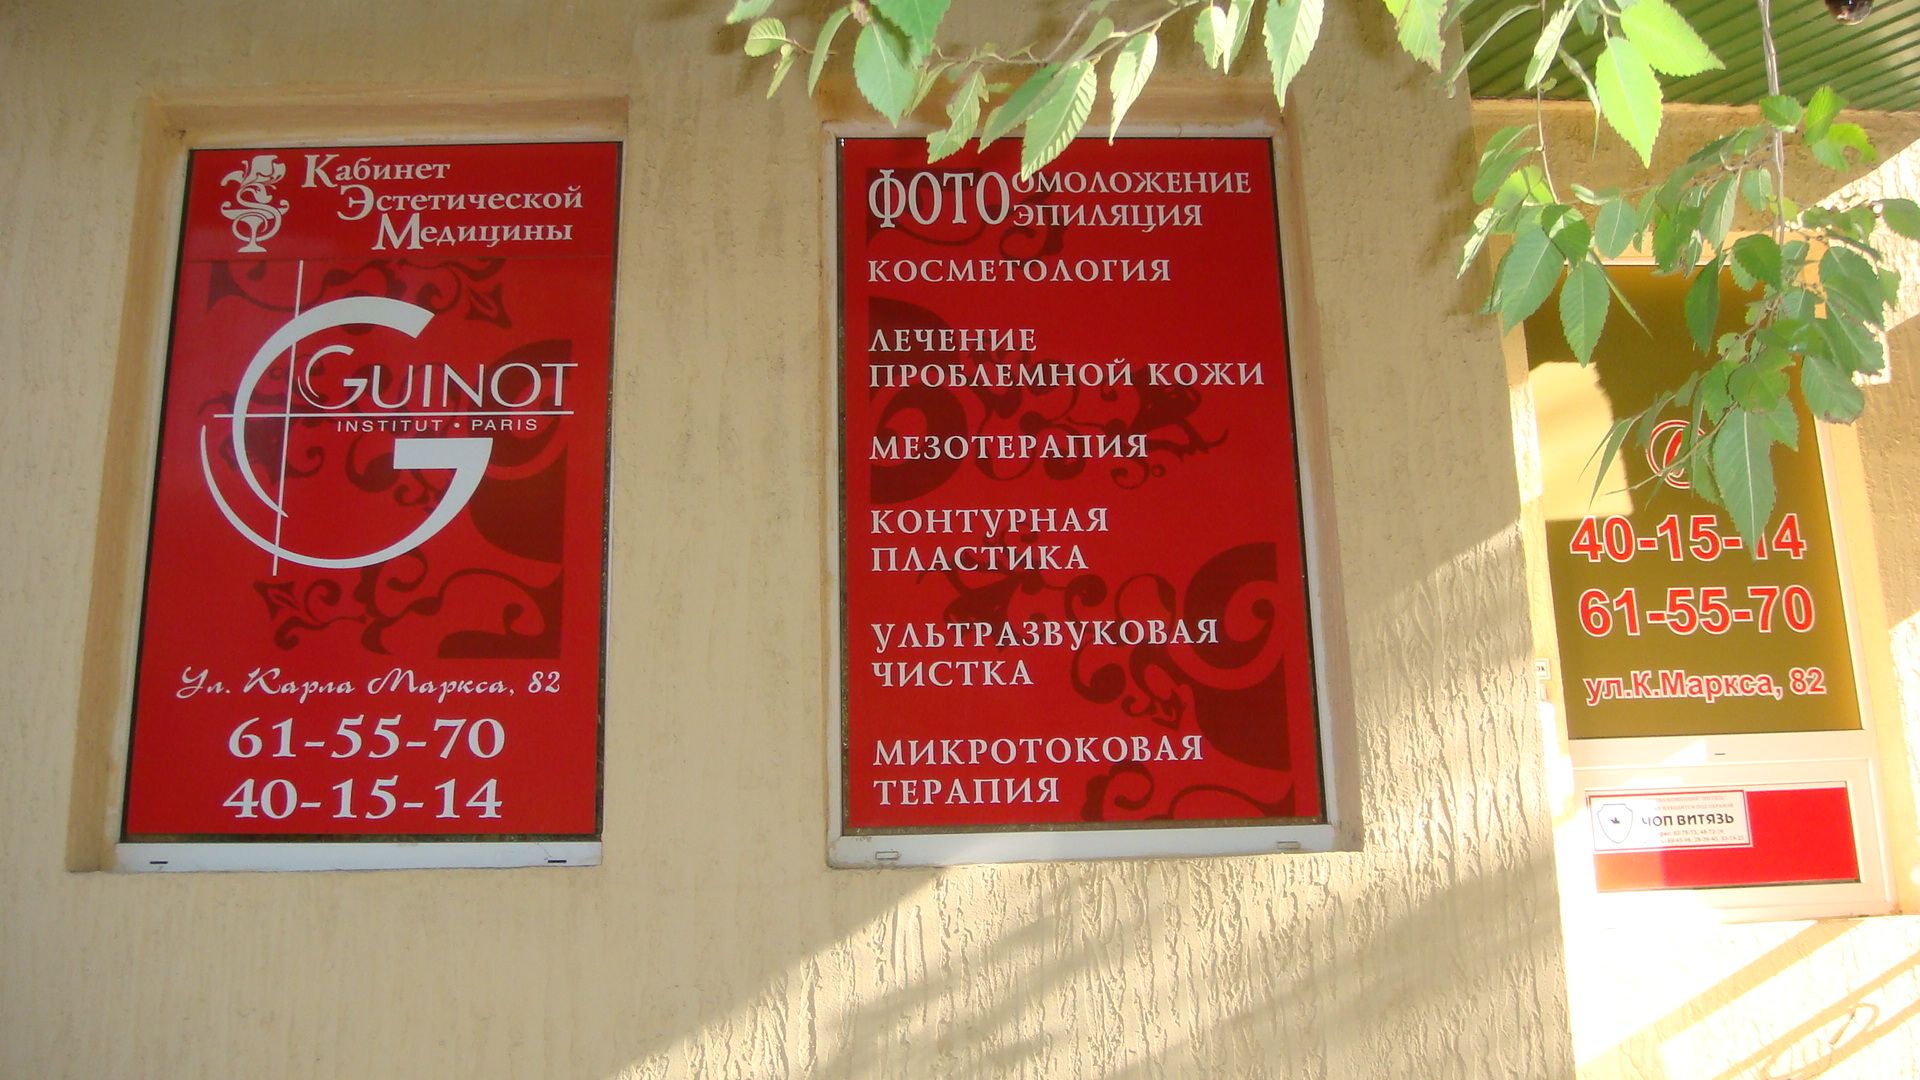 Кабинет
Эстетической
Медицины
GUINOT
INSTITUT • PARIS
Ул. Карла Маркса, 82
61-55-70
40-15-14
ФОТО ОМОЛОЖЕНИЕ
ЭПИЛЯЦИЯ
КОСМЕТОЛОГИЯ
ЛЕЧЕНИЕ
ПРОБЛЕМНОЙ КОЖИ
МЕЗОТЕРАПИЯ
КОНТУРНАЯ
ПЛАСТИКА
УЛЬТРАЗВУКОВАЯ
ЧИСТКА
МИКРОТОКОВАЯ
ТЕРАПИЯ
40-15-14
61-55-70
ул.К.Маркса, 82
ЧОП ВИТЯЗЬ